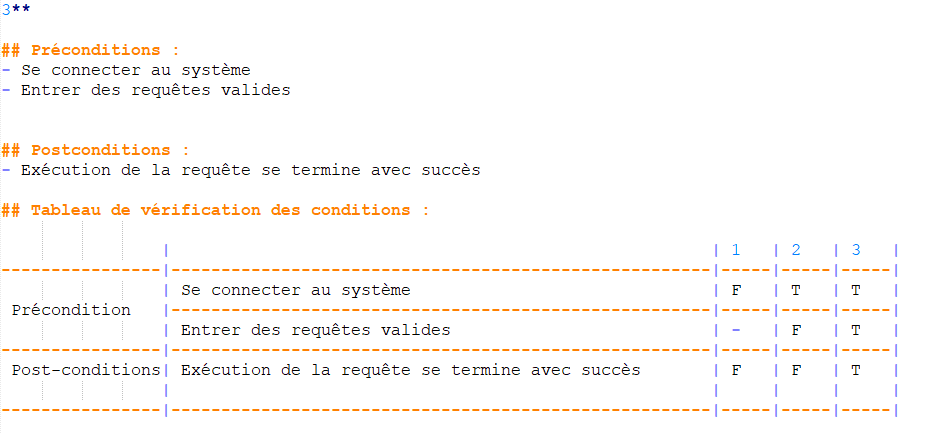 3**
## Préconditions :
- Se connecter au système
- Entrer des requêtes valides
## Postconditions :
- Exécution de la requête se termine avec succès
## Tableau de vérification des conditions :
                |                                                      | 1   | 2   | 3   |
----------------|------------------------------------------------------|-----|-----|-----|
                | Se connecter au système                              | F   | T   | T   |
 Précondition   |------------------------------------------------------|-----|-----|-----|
                | Entrer des requêtes valides                          | -   | F   | T   |
----------------|------------------------------------------------------|-----|-----|-----|
 Post-conditions| Exécution de la requête se termine avec succès       | F   | F   | T   |
                |                                                      |     |     |     |
----------------|------------------------------------------------------|-----|-----|-----|